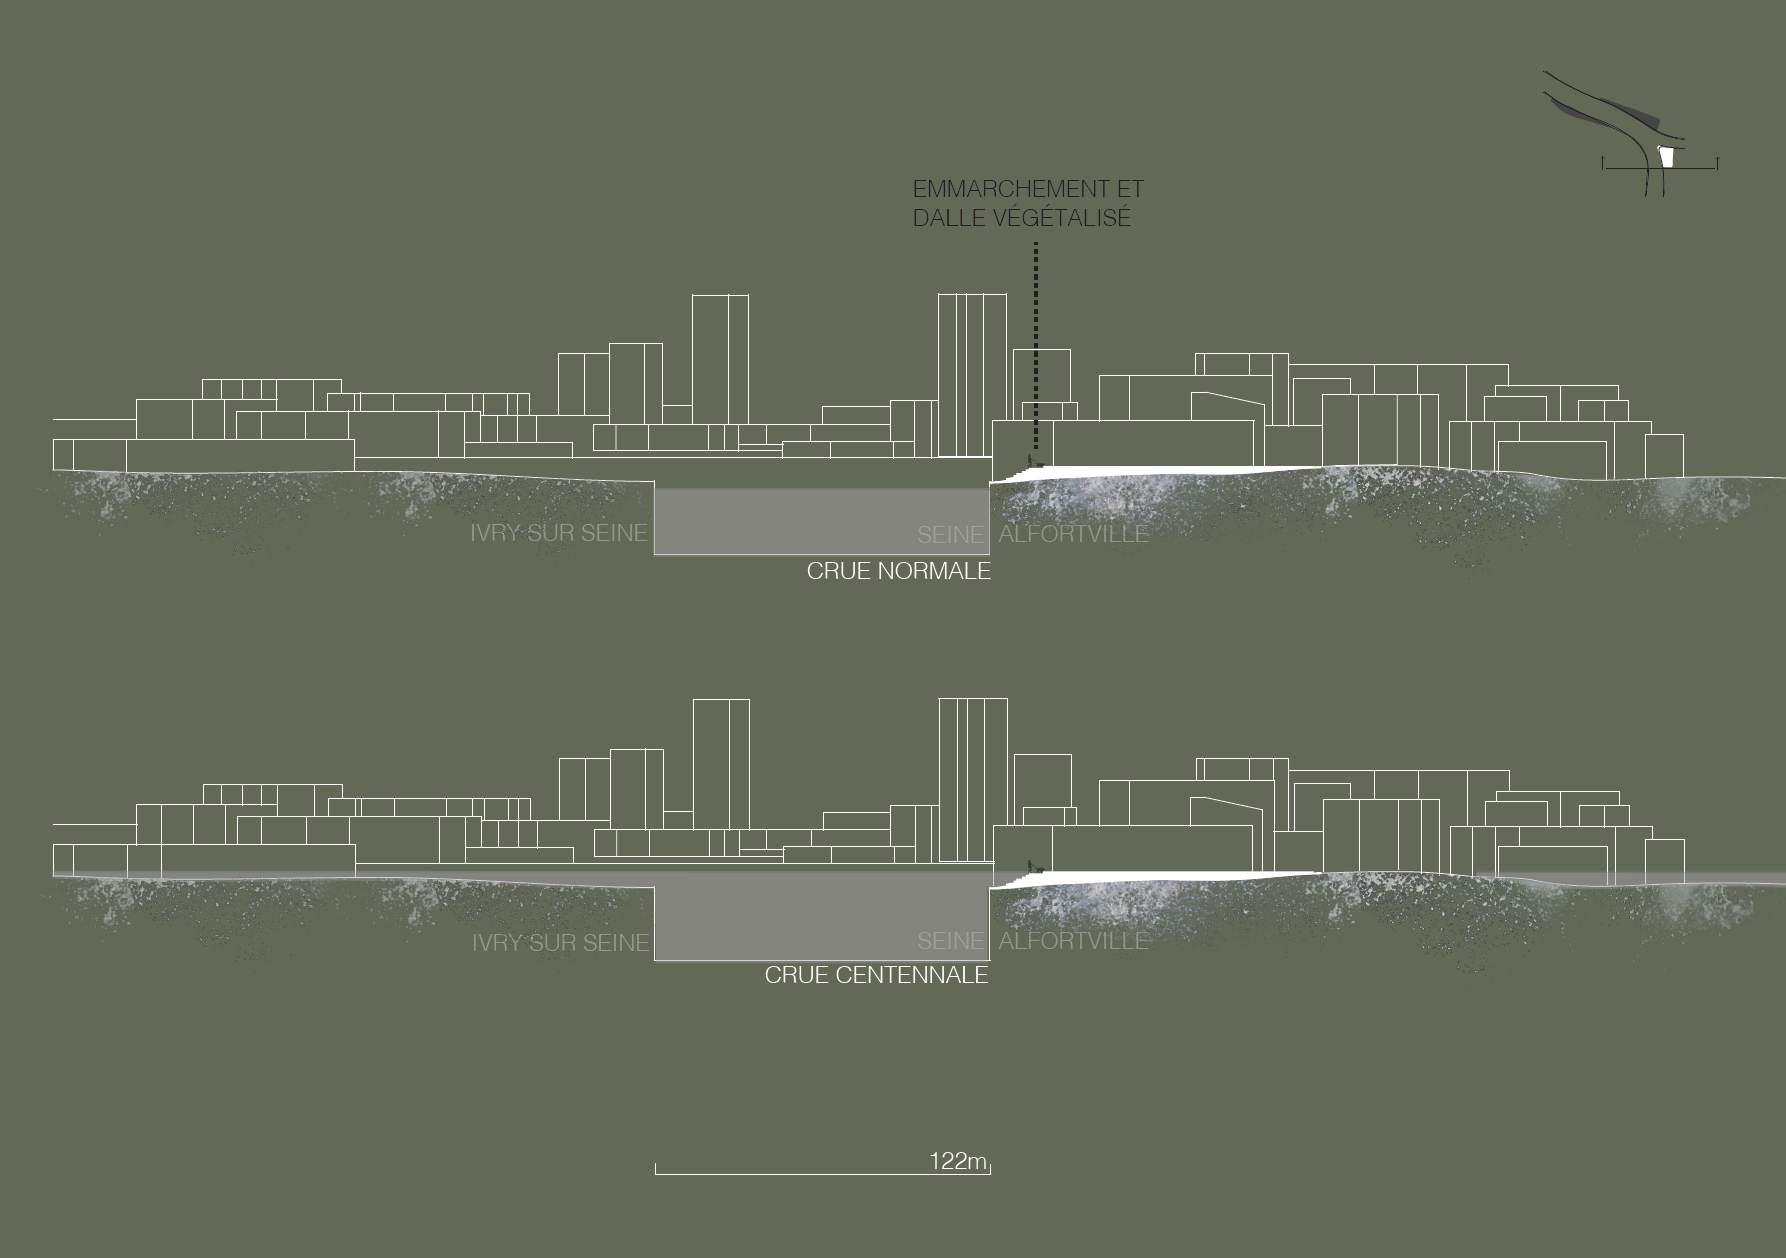 EMMARCHEMENT ET
DALLE VÉGÉTALISÉ
IVRY SUR SEINE
SEINE
ALFORTVILLE
CRUE NORMALE
IVRY SUR SEINE
SEINE
ALFORTVILLE
CRUE CENTENNALE
122m